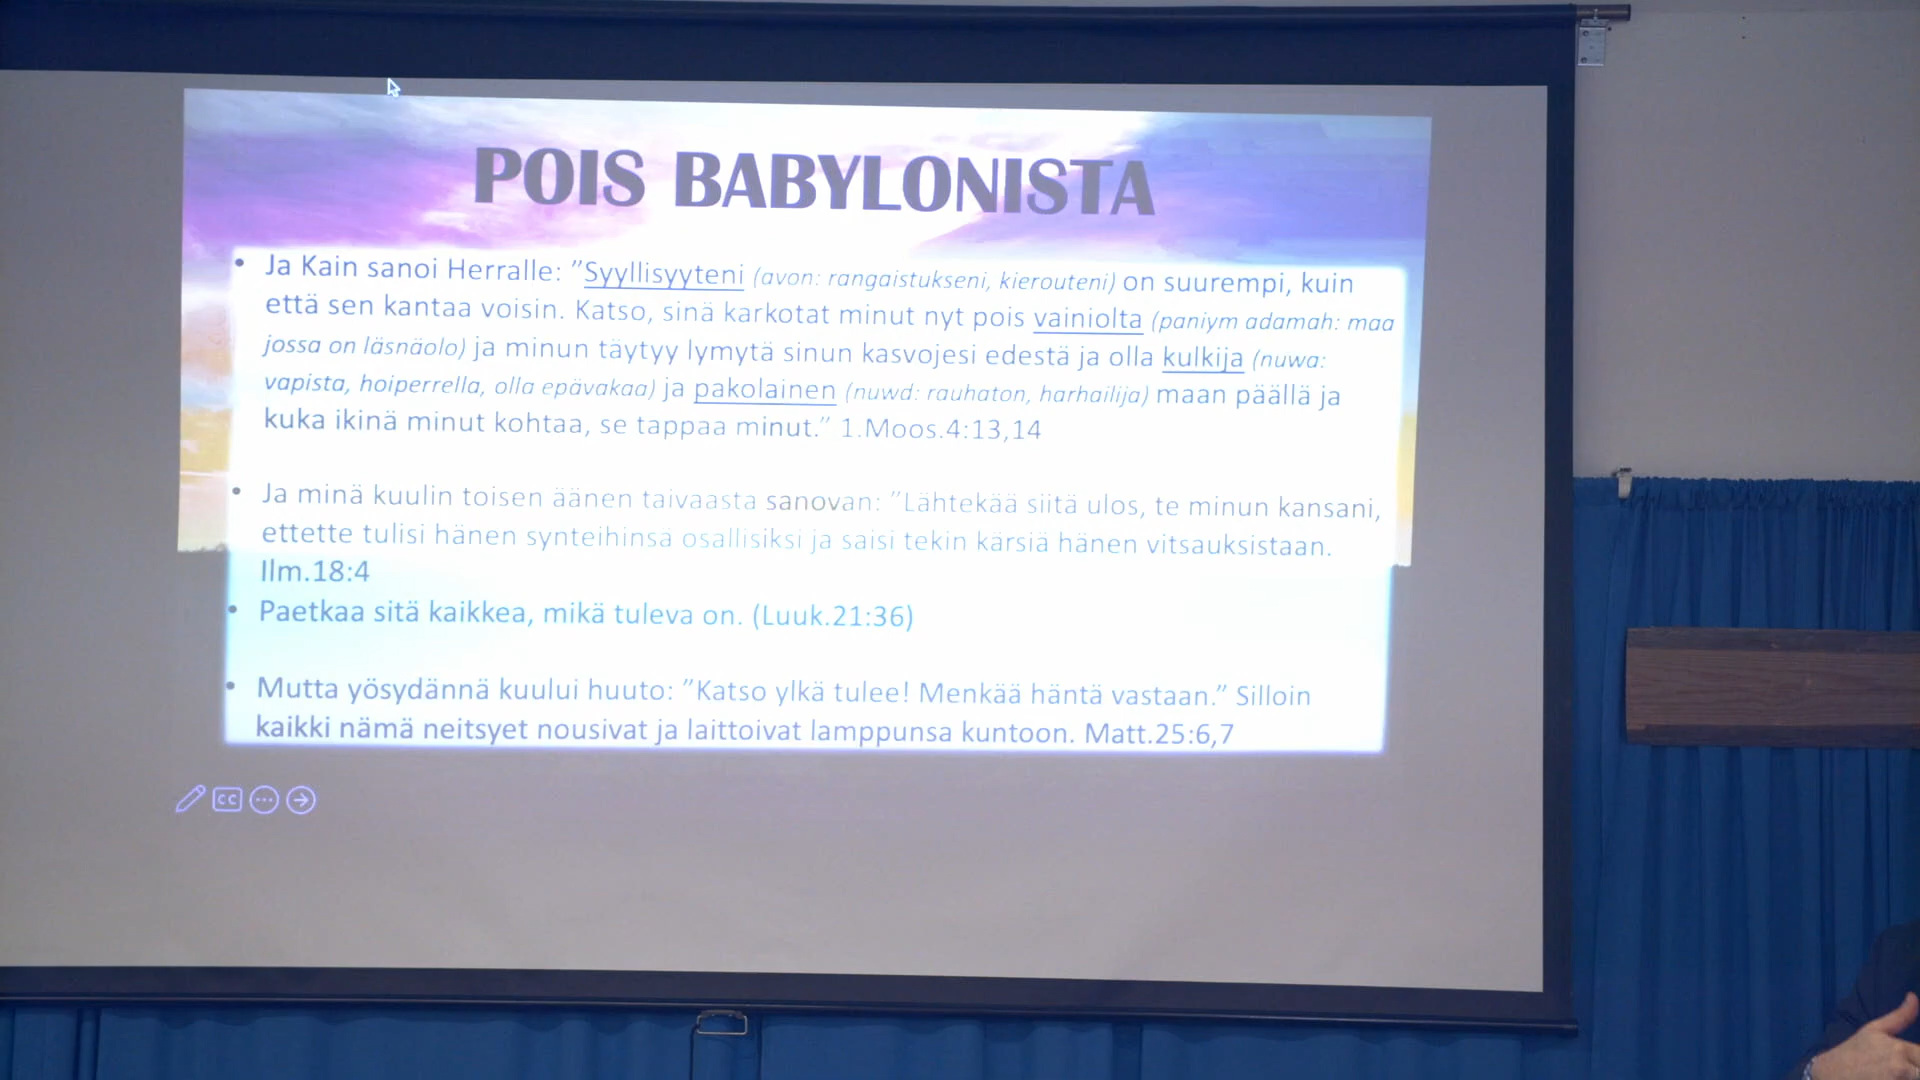 POIS BABYLONISTA
• Ja Kain sanoi Herralle: ”Syyllisyyteni (avon: rangaistukseni, kierouteni) on suurempi, kuin
että sen kantaa voisin. Katso, sinä karkotat minut nyt pois vainiolta (paniym adamah: maa
jossa on läsnäolo) ja minun täytyy lymytä sinun kasvojesi edestä ja olla kulkija (nuwa:
vapista, hoiperrella, olla epävakaa) ja pakolainen (nuwd: rauhaton, harhailija) maan päällä ja
kuka ikinä minut kohtaa, se tappaa minut.” 1.Moos.4:13,14
• Ja minä kuulin toisen äänen taivaasta sanovan: ”Lähtekää siitä ulos, te minun kansani,
ettette tulisi hänen synteihinsä osallisiksi ja saisi tekin kärsiä hänen vitsauksistaan.
Ilm.18:4
• Paetkaa sitä kaikkea, mikä tuleva on. (Luuk.21:36)
• Mutta yösydännä kuului huuto: ”Katso ylkä tulee! Menkää häntä vastaan.” Silloin
kaikki nämä neitsyet nousivat ja laittoivat lamppunsa kuntoon. Matt.25:6,7
CC